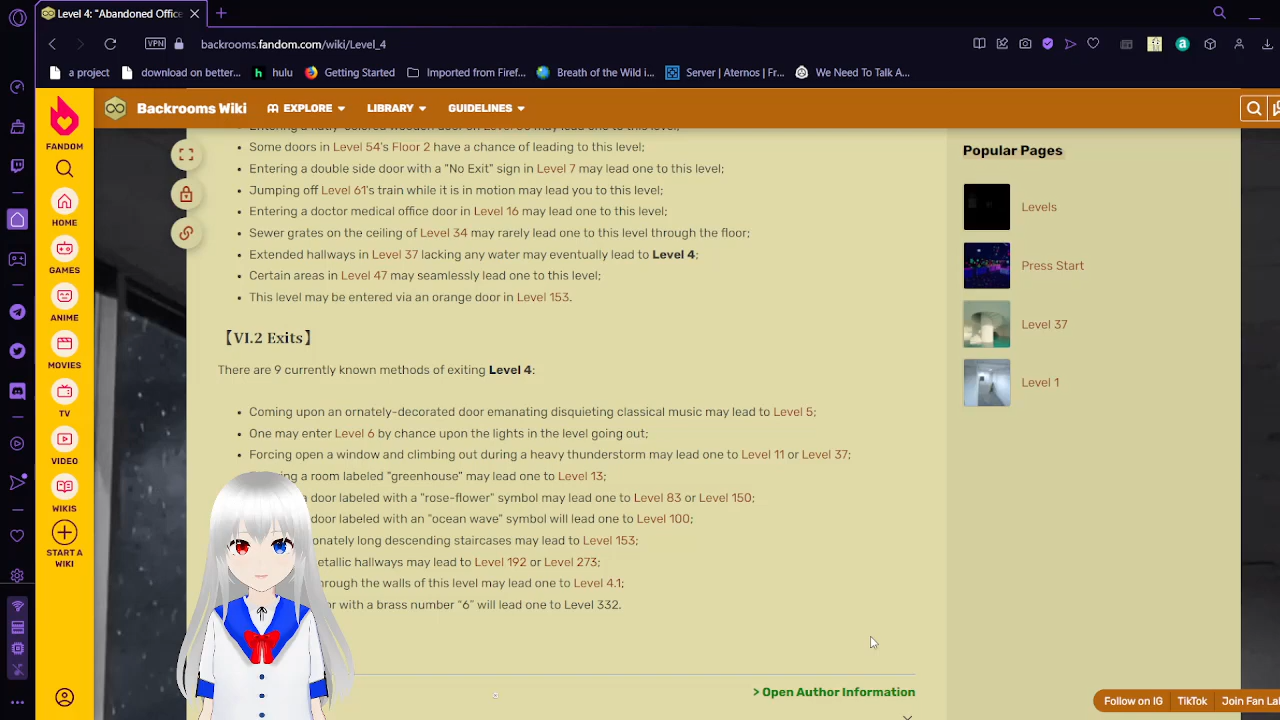 Level 4: "Abandoned Office
backrooms.fandom.com/wiki/Level_4
VPN
a project
download on better...
hulu
Getting Started
Imported from Firef...
Breath of the Wild i...
Server | Aternos | Fr...
We Need To Talk A...
Backrooms Wiki
EXPLORE
LIBRARY
GUIDELINES
FANDOM
HOME
GAMES
ANIME
MOVIES
TV
VIDEO
WIKIS
START A
WIKI
Some doors in Level 54's Floor 2 have a chance of leading to this level;
Entering a double side door with a "No Exit" sign in Level 7 may lead one to this level;
Jumping off Level 61's train while it is in motion may lead you to this level;
Entering a doctor medical office door in Level 16 may lead one to this level;
Sewer grates on the ceiling of Level 34 may rarely lead one to this level through the floor;
Extended hallways in Level 37 lacking any water may eventually lead to Level 4;
Certain areas in Level 47 may seamlessly lead one to this level;
This level may be entered via an orange door in Level 153.
【VI.2 Exits】
There are 9 currently known methods of exiting Level 4:
Coming upon an ornately-decorated door emanating disquieting classical music may lead to Level 5;
One may enter Level 6 by chance upon the lights in the level going out;
Forcing open a window and climbing out during a heavy thunderstorm may lead one to Level 11 or Level 37;
a room labeled "greenhouse" may lead one to Level 13;
door labeled with a "rose-flower" symbol may lead one to Level 83 or Level 150;
door labeled with an "ocean wave" symbol will lead one to Level 100;
long descending staircases may lead to Level 153;
hallways may lead to Level 192 or Level 273;
through the walls of this level may lead one to Level 4.1;
with a brass number "6" will lead one to Level 332.
> Open Author Information
Popular Pages
Levels
Press Start
Level 37
Level 1
Follow on IG
TikTok
Join Fan La